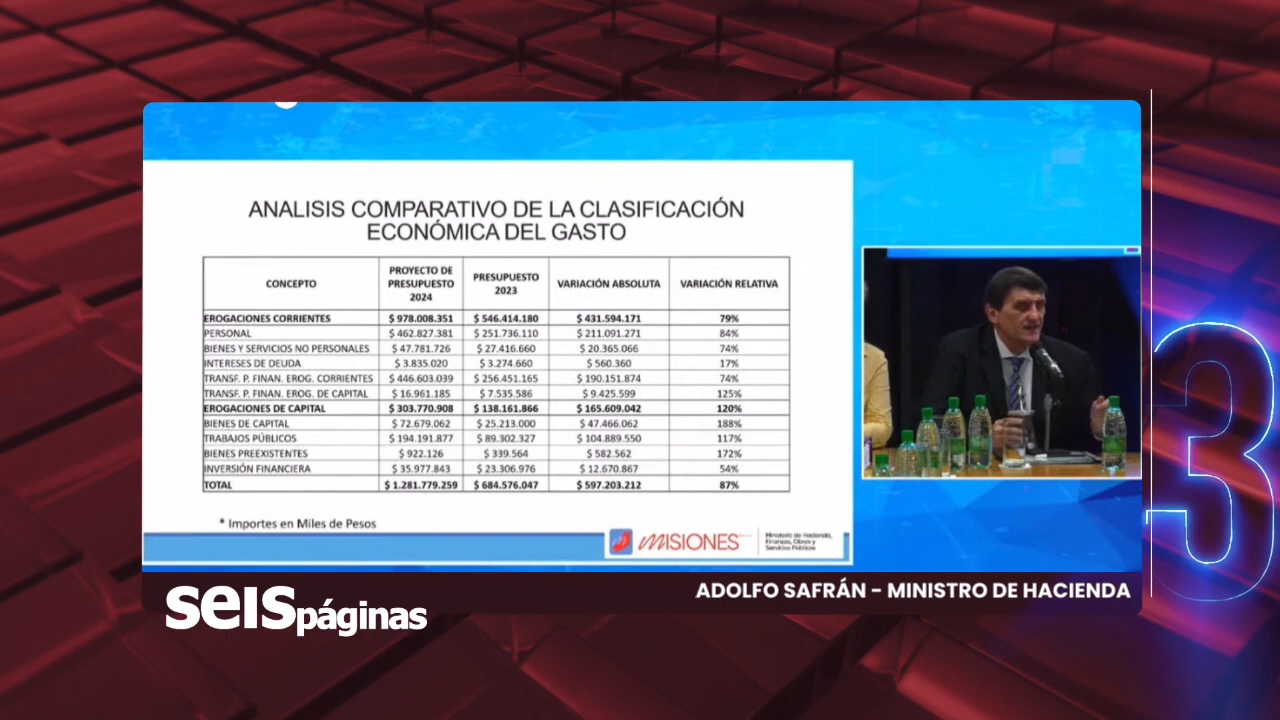 ANALISIS COMPARATIVO DE LA CLASIFICACIÓN
ECONÓMICA DEL GASTO
CONCEPTO PROYECTO DE PRESUPUESTO 2024 PRESUPUESTO 2023 VARIACIÓN ABSOLUTA VARIACIÓN RELATIVA
EROGACIONES CORRIENTES $ 978.008.351 $ 546.414.180 $ 431.594.171 79%
PERSONAL $ 462.827.381 $ 251.736.110 $ 211.091.271 84%
BIENES Y SERVICIOS NO PERSONALES $ 47.781.726 $ 27.416.660 $ 20.365.066 74%
INTERESES DE DEUDA $ 3.835.020 $ 3.274.660 $ 560.360 17%
TRANSF. P. FINAN. EROG. CORRIENTES $ 446.603.039 $ 256.451.165 $ 190.151.874 74%
TRANSF. P. FINAN. EROG. DE CAPITAL $ 16.961.185 $ 7.535.586 $ 9.425.599 125%
EROGACIONES DE CAPITAL $ 303.770.908 $ 138.161.866 $ 165.609.042 120%
BIENES DE CAPITAL $ 72.679.062 $ 25.213.000 $ 47.466.062 188%
TRABAJOS PÚBLICOS $ 194.191.877 $ 89.302.327 $ 104.889.550 117%
BIENES PREEXISTENTES $ 922.126 $ 339.564 $ 582.562 172%
INVERSIÓN FINANCIERA $ 35.977.843 $ 23.306.976 $ 12.670.867 54%
TOTAL $ 1.281.779.259 $ 684.576.047 $ 597.203.212 87%
* Importes en Miles de Pesos
MISIONES
Ministerio de Hacienda,
Finanzas, Obras y
Servicios Públicos
ADOLFO SAFRÁN - MINISTRO DE HACIENDA
seis páginas
3